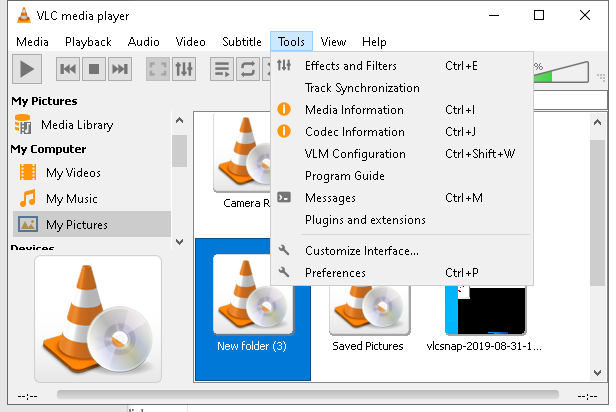 VLC media player
Media Playback Audio Video Subtitle Tools View Help
%
My Pictures
Media Library
My Computer
My Videos
My Music
My Pictures
Devices
Effects and Filters Ctrl+E
Track Synchronization
Media Information Ctrl+I
Codec Information Ctrl+J
VLM Configuration Ctrl+Shift+W
Program Guide
Messages Ctrl+M
Plugins and extensions
Customize Interface...
Preferences Ctrl+P
Camera R
New folder (3)
Saved Pictures
vlcsnap-2019-08-31-1...
--:-- --:--